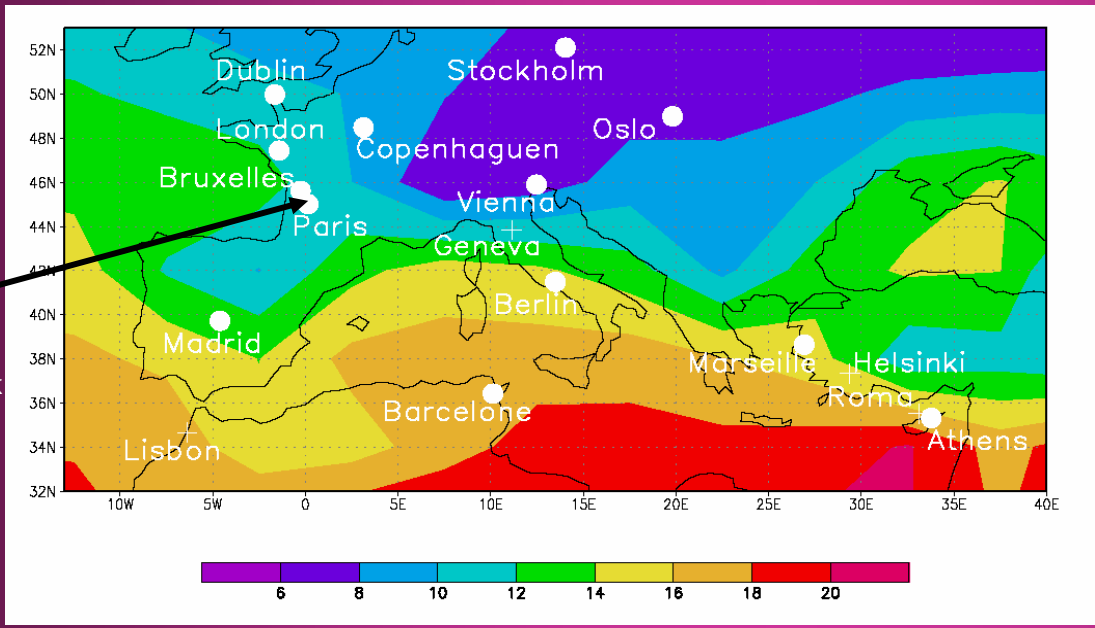 52N
Dublin
Stockholm
50N
London
Oslo
48N
Copenhaguen
Bruxelles
46N
Vienna
Paris
44N
Geneva
42N
Berlin
40N
Madrid
38N
Marseille
Helsinki
Roma
36N
Barcelone
Athens
34N
Lisbon
32N
10W 5W 0 5E 10E 15E 20E 25E 30E 35E 40E
6 8 10 12 14 16 18 20